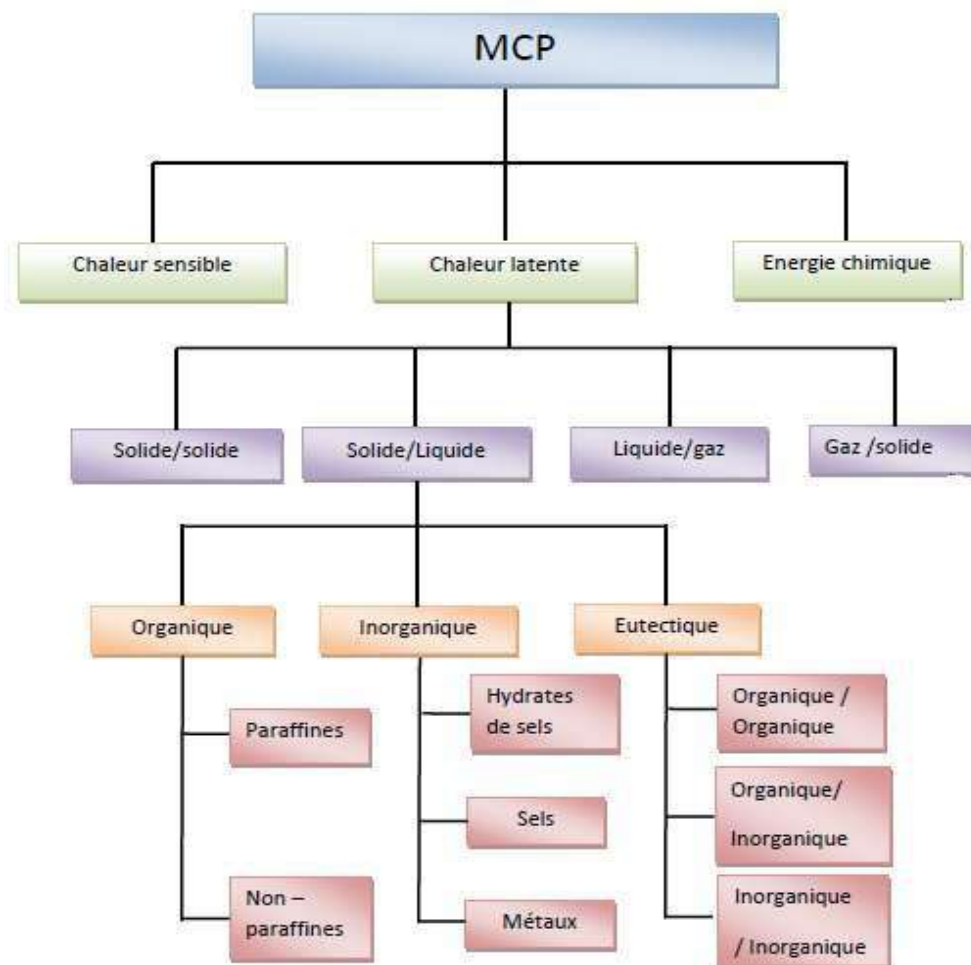 MCP
Chaleur sensible
Chaleur latente
Energie chimique
Solide/solide
Solide/Liquide
Liquide/gaz
Gaz /solide
Organique
Inorganique
Eutectique
Paraffines
Non –
paraffines
Hydrates
de sels
Sels
Métaux
Organique /
Organique
Organique/
Inorganique
Inorganique
/ Inorganique